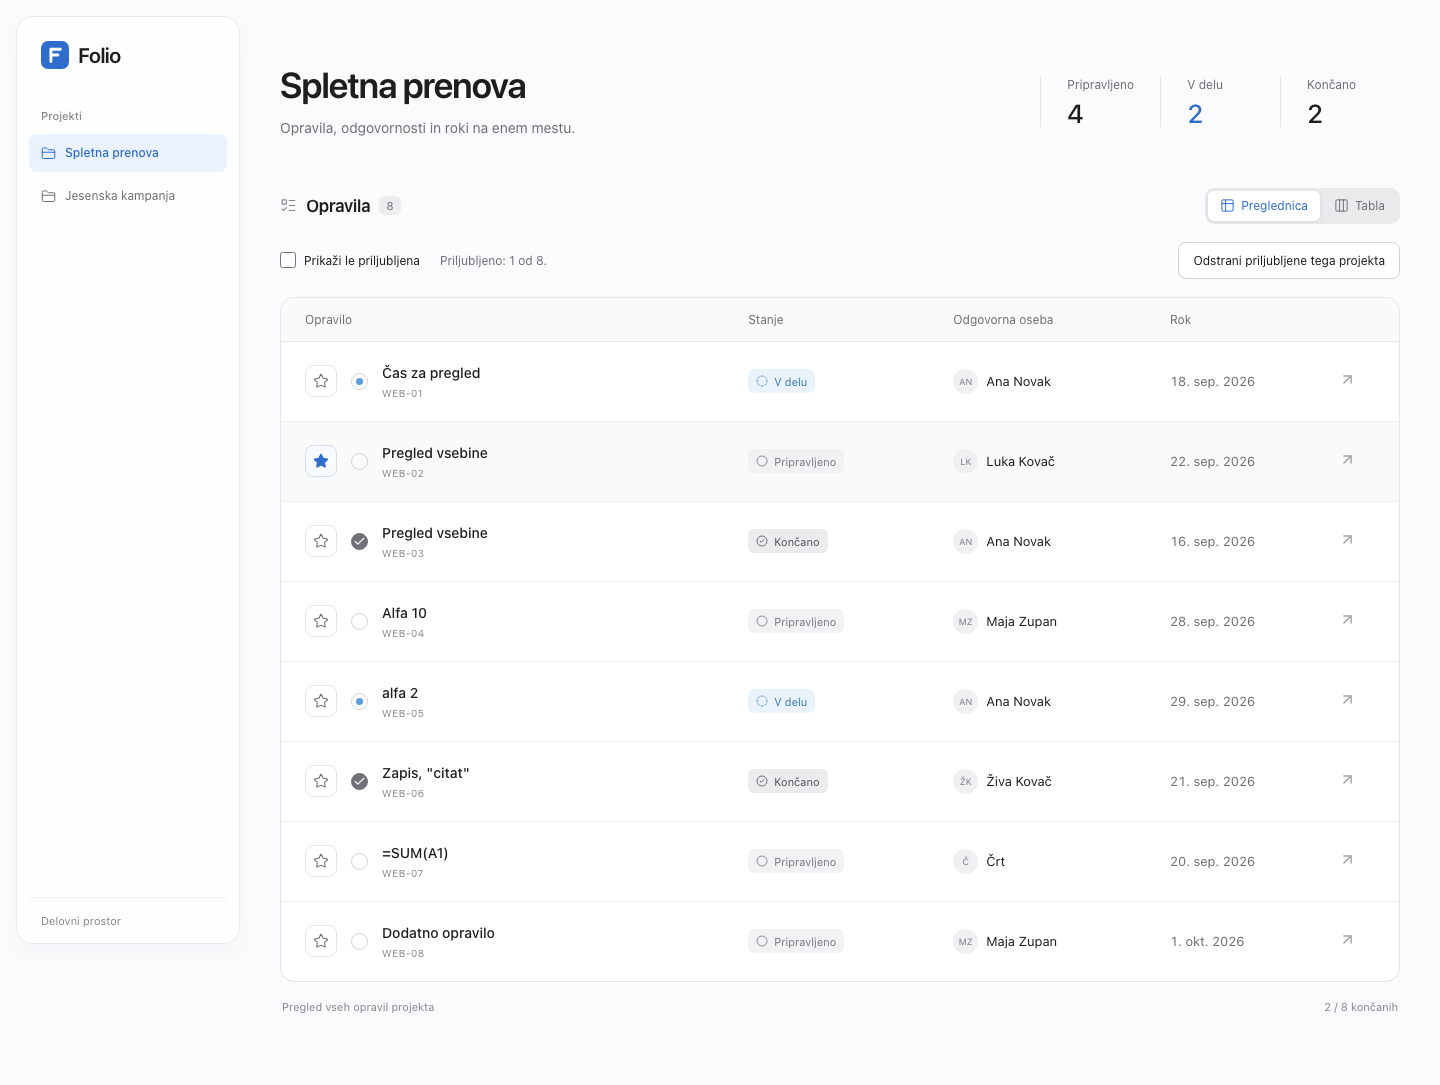 Folio
Projekti
Spletna prenova
Jesenska kampanja
Delovni prostor
Spletna prenova
Opravila, odgovornosti in roki na enem mestu.
Pripravljeno
4
V delu
2
Končano
2
Opravila 8
Preglednica
Tabla
Prikaži le priljubljena
Priljubljeno: 1 od 8.
Odstrani priljubljene tega projekta
Opravilo Stanje Odgovorna oseba Rok
Čas za pregled
WEB-01
V delu
AN Ana Novak
18. sep. 2026
Pregled vsebine
WEB-02
Pripravljeno
LK Luka Kovač
22. sep. 2026
Pregled vsebine
WEB-03
Končano
AN Ana Novak
16. sep. 2026
Alfa 10
WEB-04
Pripravljeno
MZ Maja Zupan
28. sep. 2026
alfa 2
WEB-05
V delu
AN Ana Novak
29. sep. 2026
Zapis, "citat"
WEB-06
Končano
ŽK Živa Kovač
21. sep. 2026
=SUM(A1)
WEB-07
Pripravljeno
Č Črt
20. sep. 2026
Dodatno opravilo
WEB-08
Pripravljeno
MZ Maja Zupan
1. okt. 2026
Pregled vseh opravil projekta
2 / 8 končanih